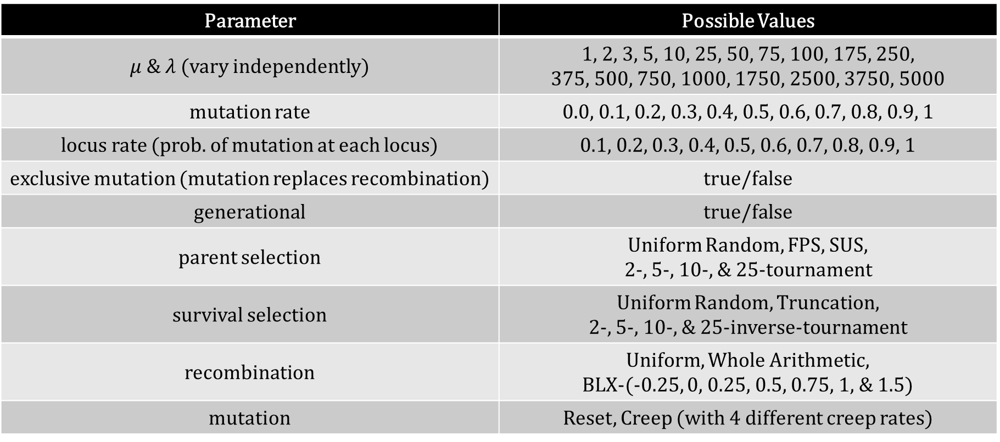 Parameter
Possible Values
𝜇 & 𝜆 (vary independently)
1, 2, 3, 5, 10, 25, 50, 75, 100, 175, 250,
375, 500, 750, 1000, 1750, 2500, 3750, 5000
mutation rate
0.0, 0.1, 0.2, 0.3, 0.4, 0.5, 0.6, 0.7, 0.8, 0.9, 1
locus rate (prob. of mutation at each locus)
0.1, 0.2, 0.3, 0.4, 0.5, 0.6, 0.7, 0.8, 0.9, 1
exclusive mutation (mutation replaces recombination)
true/false
generational
true/false
parent selection
Uniform Random, FPS, SUS,
2-, 5-, 10-, & 25-tournament
survival selection
Uniform Random, Truncation,
2-, 5-, 10-, & 25-inverse-tournament
recombination
Uniform, Whole Arithmetic,
BLX-(-0.25, 0, 0.25, 0.5, 0.75, 1, & 1.5)
mutation
Reset, Creep (with 4 different creep rates)